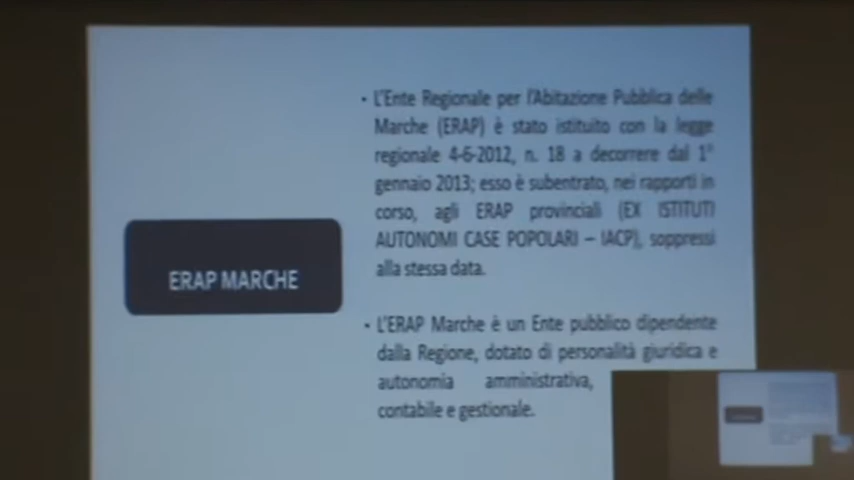 • L'Ente Regionale per l'Abitazione Pubblica delle
Marche (ERAP) è stato istituito con la legge
regionale 4-6-2012, n. 18 a decorrere dal 1°
gennaio 2013; esso è subentrato, nei rapporti in
corso, agli ERAP provinciali (EX ISTITUTI
AUTONOMI CASE POPOLARI – IACP), soppressi
alla stessa data.
ERAP MARCHE
• L'ERAP Marche è un Ente pubblico dipendente
dalla Regione, dotato di personalità giuridica e
autonomia amministrativa,
contabile e gestionale.